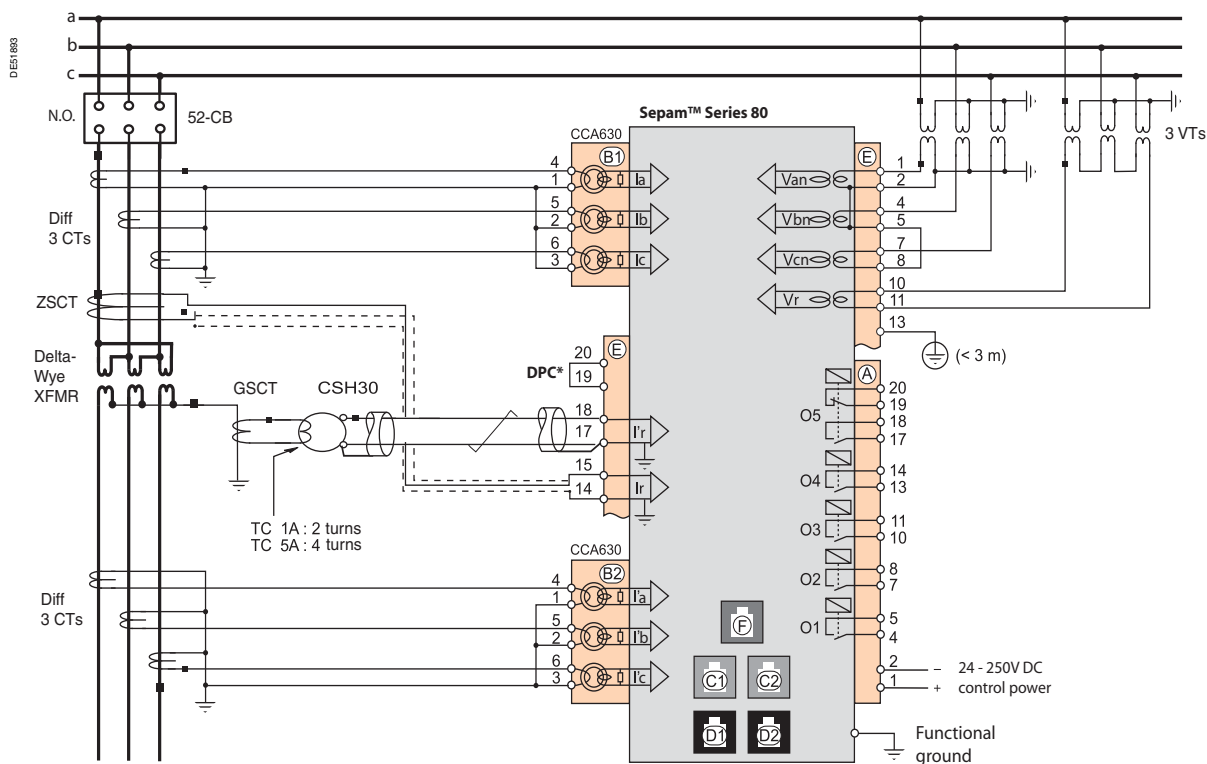 DE51893
a
b
c
N.O.
52-CB
Sepam™ Series 80
3 VTs
CCA630
B1
4
1
Ia
5
2
Ib
6
3
Ic
Diff
3 CTs
E
Van
1
2
Vbn
4
5
Vcn
7
8
Vr
10
11
13
(< 3 m)
ZSCT
Delta-
Wye
XFMR
GSCT
CSH30
TC 1A : 2 turns
TC 5A : 4 turns
E
DPC*
20
19
18
17
I'r
15
14
Ir
A
O5
20
19
18
17
O4
14
13
O3
11
10
O2
8
7
O1
5
4
2
– 24 - 250V DC
1
+ control power
CCA630
B2
4
1
I'a
5
2
I'b
6
3
I'c
Diff
3 CTs
F
C1
C2
D1
D2
Functional
ground